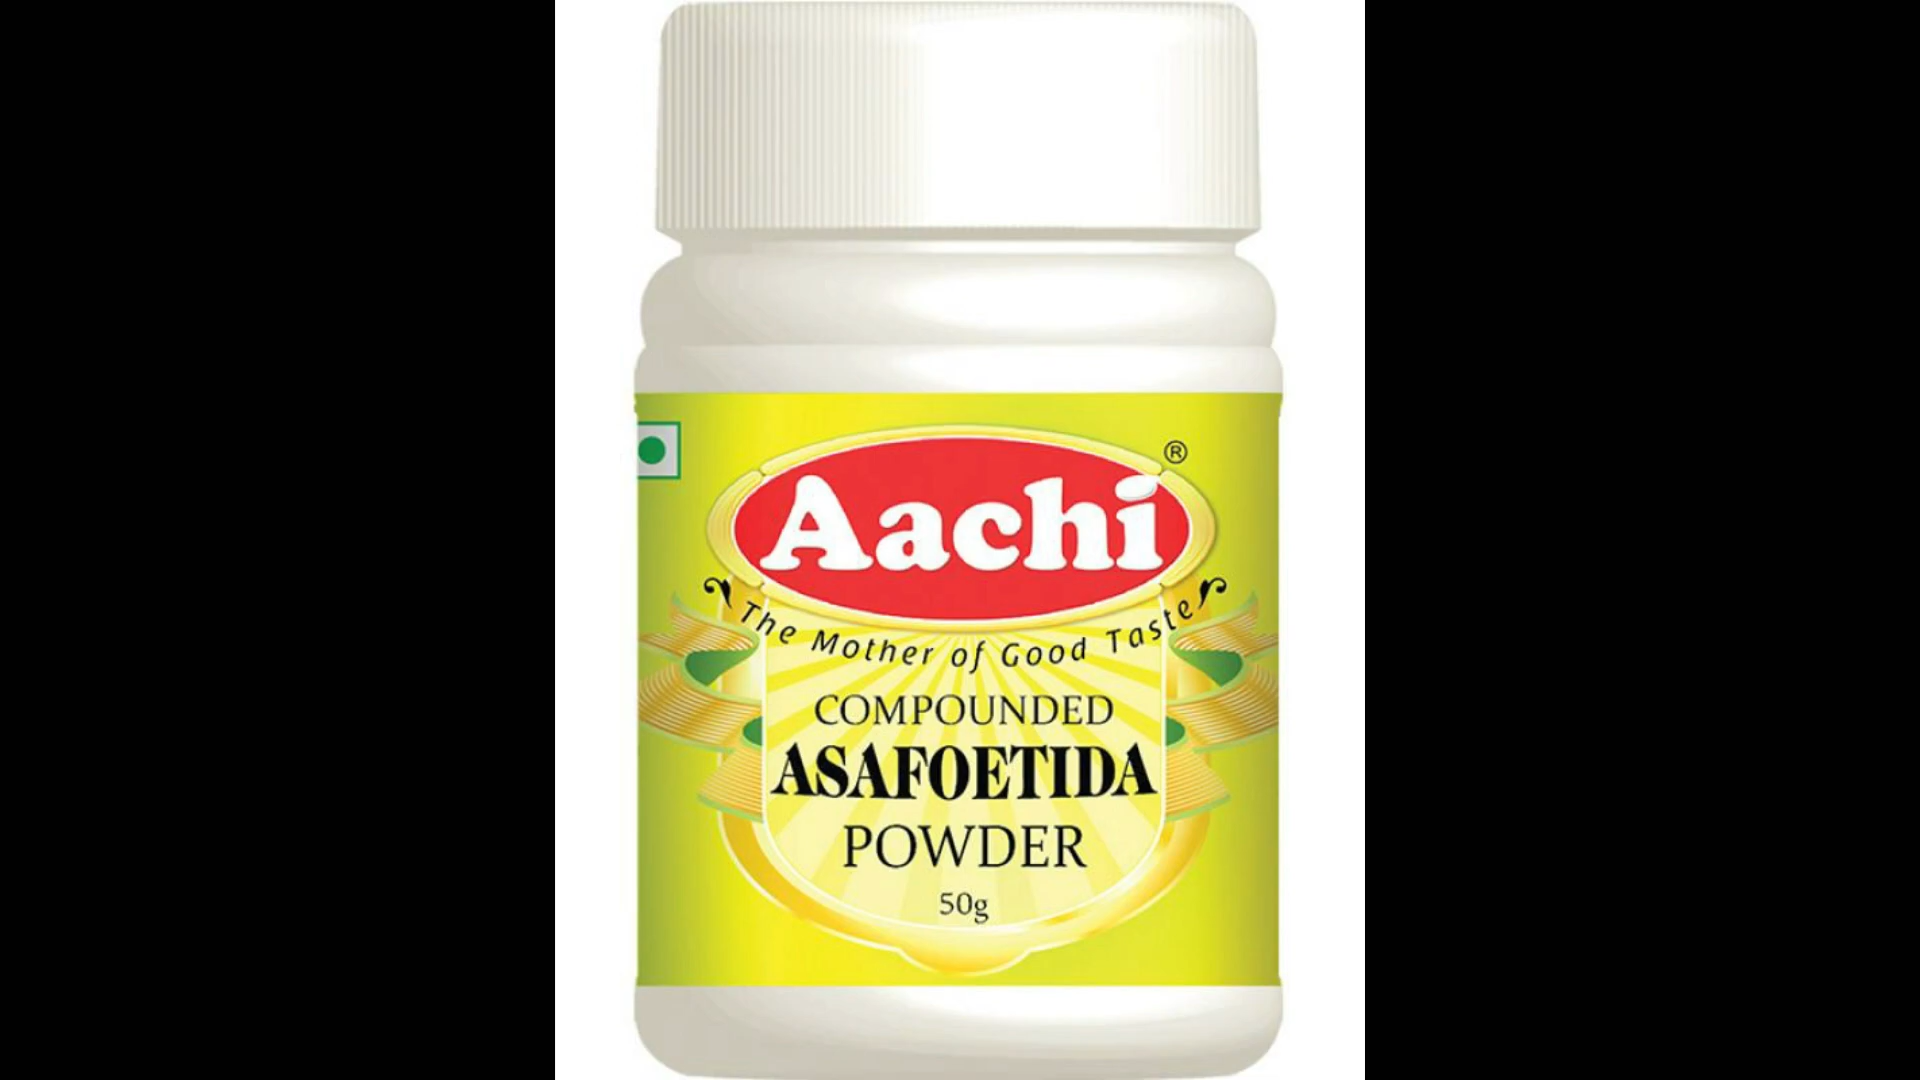 Aachi ®
The Mother of Good Taste
COMPOUNDED
ASAFOETIDA
POWDER
50g